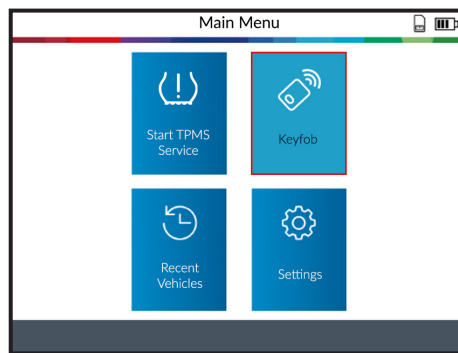 Main Menu
Start TPMS
Service
Keyfob
Recent
Vehicles
Settings